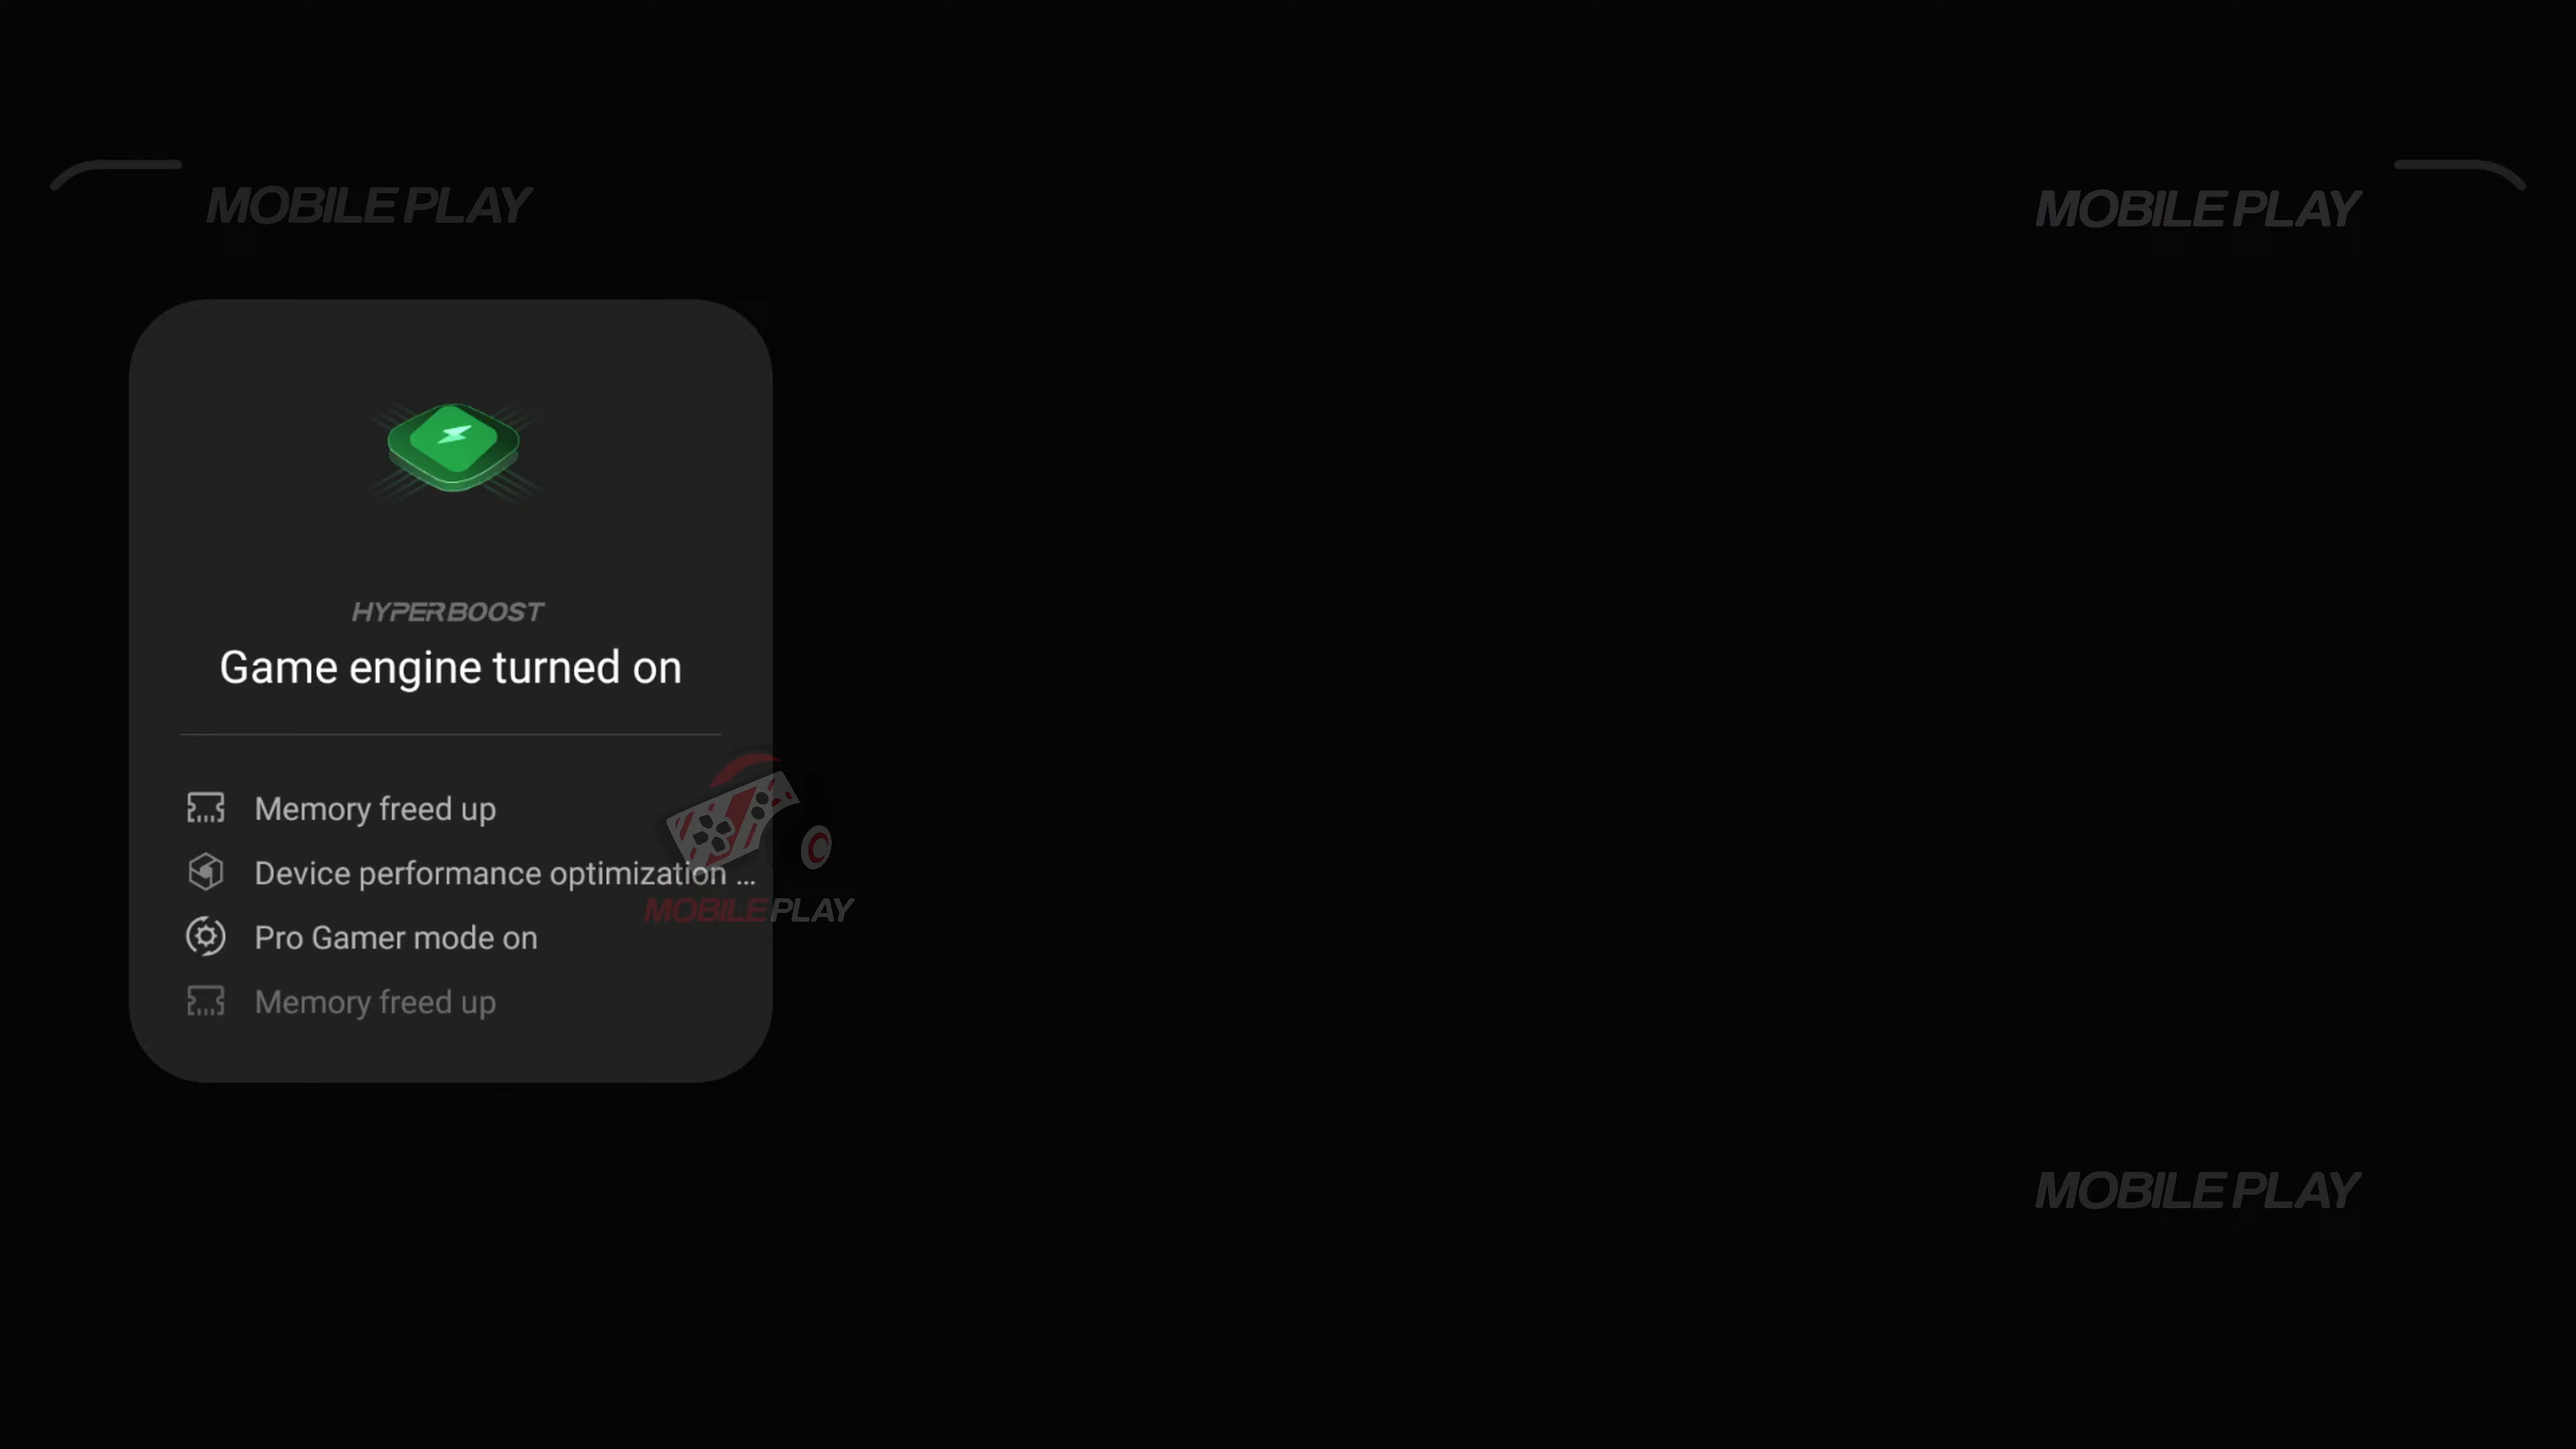 MOBILE PLAY
MOBILE PLAY
HYPERBOOST
Game engine turned on
Memory freed up
Device performance optimization ...
MOBILE PLAY
Pro Gamer mode on
Memory freed up
MOBILE PLAY